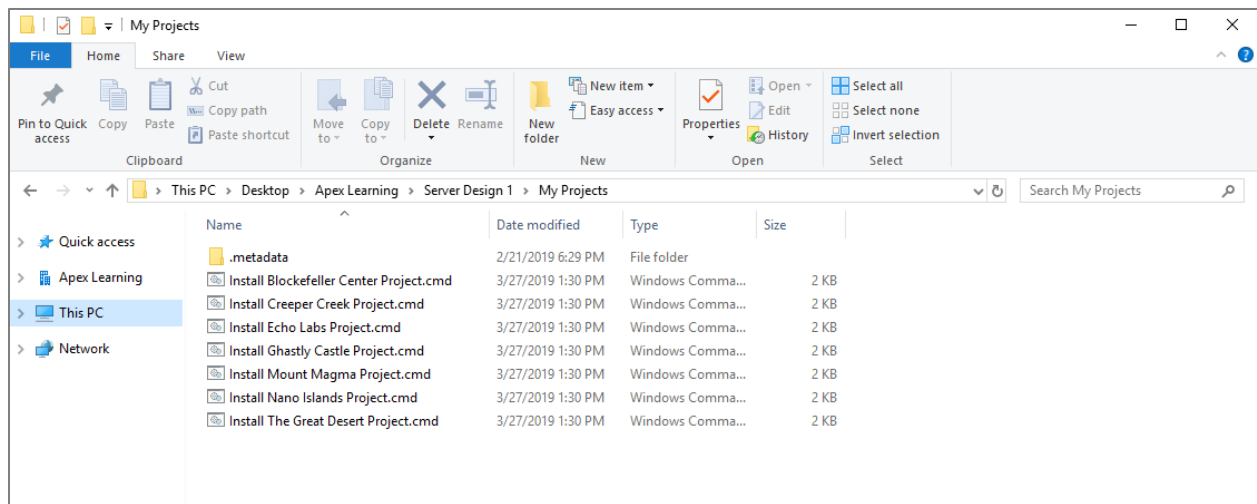 My Projects
File Home Share View
Pin to Quick access
Copy
Paste
Cut
Copy path
Paste shortcut
Clipboard
Move to
Copy to
Delete
Rename
Organize
New folder
New item
Easy access
New
Properties
Open
Edit
History
Open
Select all
Select none
Invert selection
Select
This PC > Desktop > Apex Learning > Server Design 1 > My Projects
Search My Projects
Quick access
Apex Learning
This PC
Network
Name Date modified Type Size
.metadata 2/21/2019 6:29 PM File folder
Install Blockefeller Center Project.cmd 3/27/2019 1:30 PM Windows Comma... 2 KB
Install Creeper Creek Project.cmd 3/27/2019 1:30 PM Windows Comma... 2 KB
Install Echo Labs Project.cmd 3/27/2019 1:30 PM Windows Comma... 2 KB
Install Ghastly Castle Project.cmd 3/27/2019 1:30 PM Windows Comma... 2 KB
Install Mount Magma Project.cmd 3/27/2019 1:30 PM Windows Comma... 2 KB
Install Nano Islands Project.cmd 3/27/2019 1:30 PM Windows Comma... 2 KB
Install The Great Desert Project.cmd 3/27/2019 1:30 PM Windows Comma... 2 KB